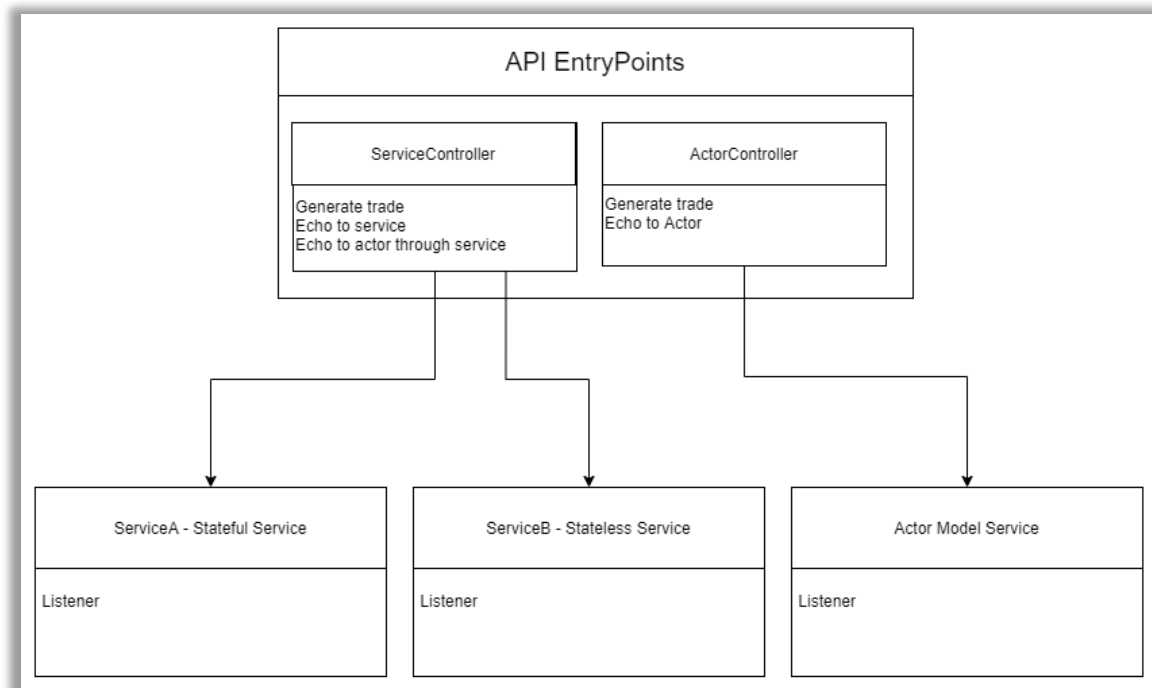 API EntryPoints
ServiceController
Generate trade
Echo to service
Echo to actor through service
ActorController
Generate trade
Echo to Actor
ServiceA - Stateful Service
Listener
ServiceB - Stateless Service
Listener
Actor Model Service
Listener